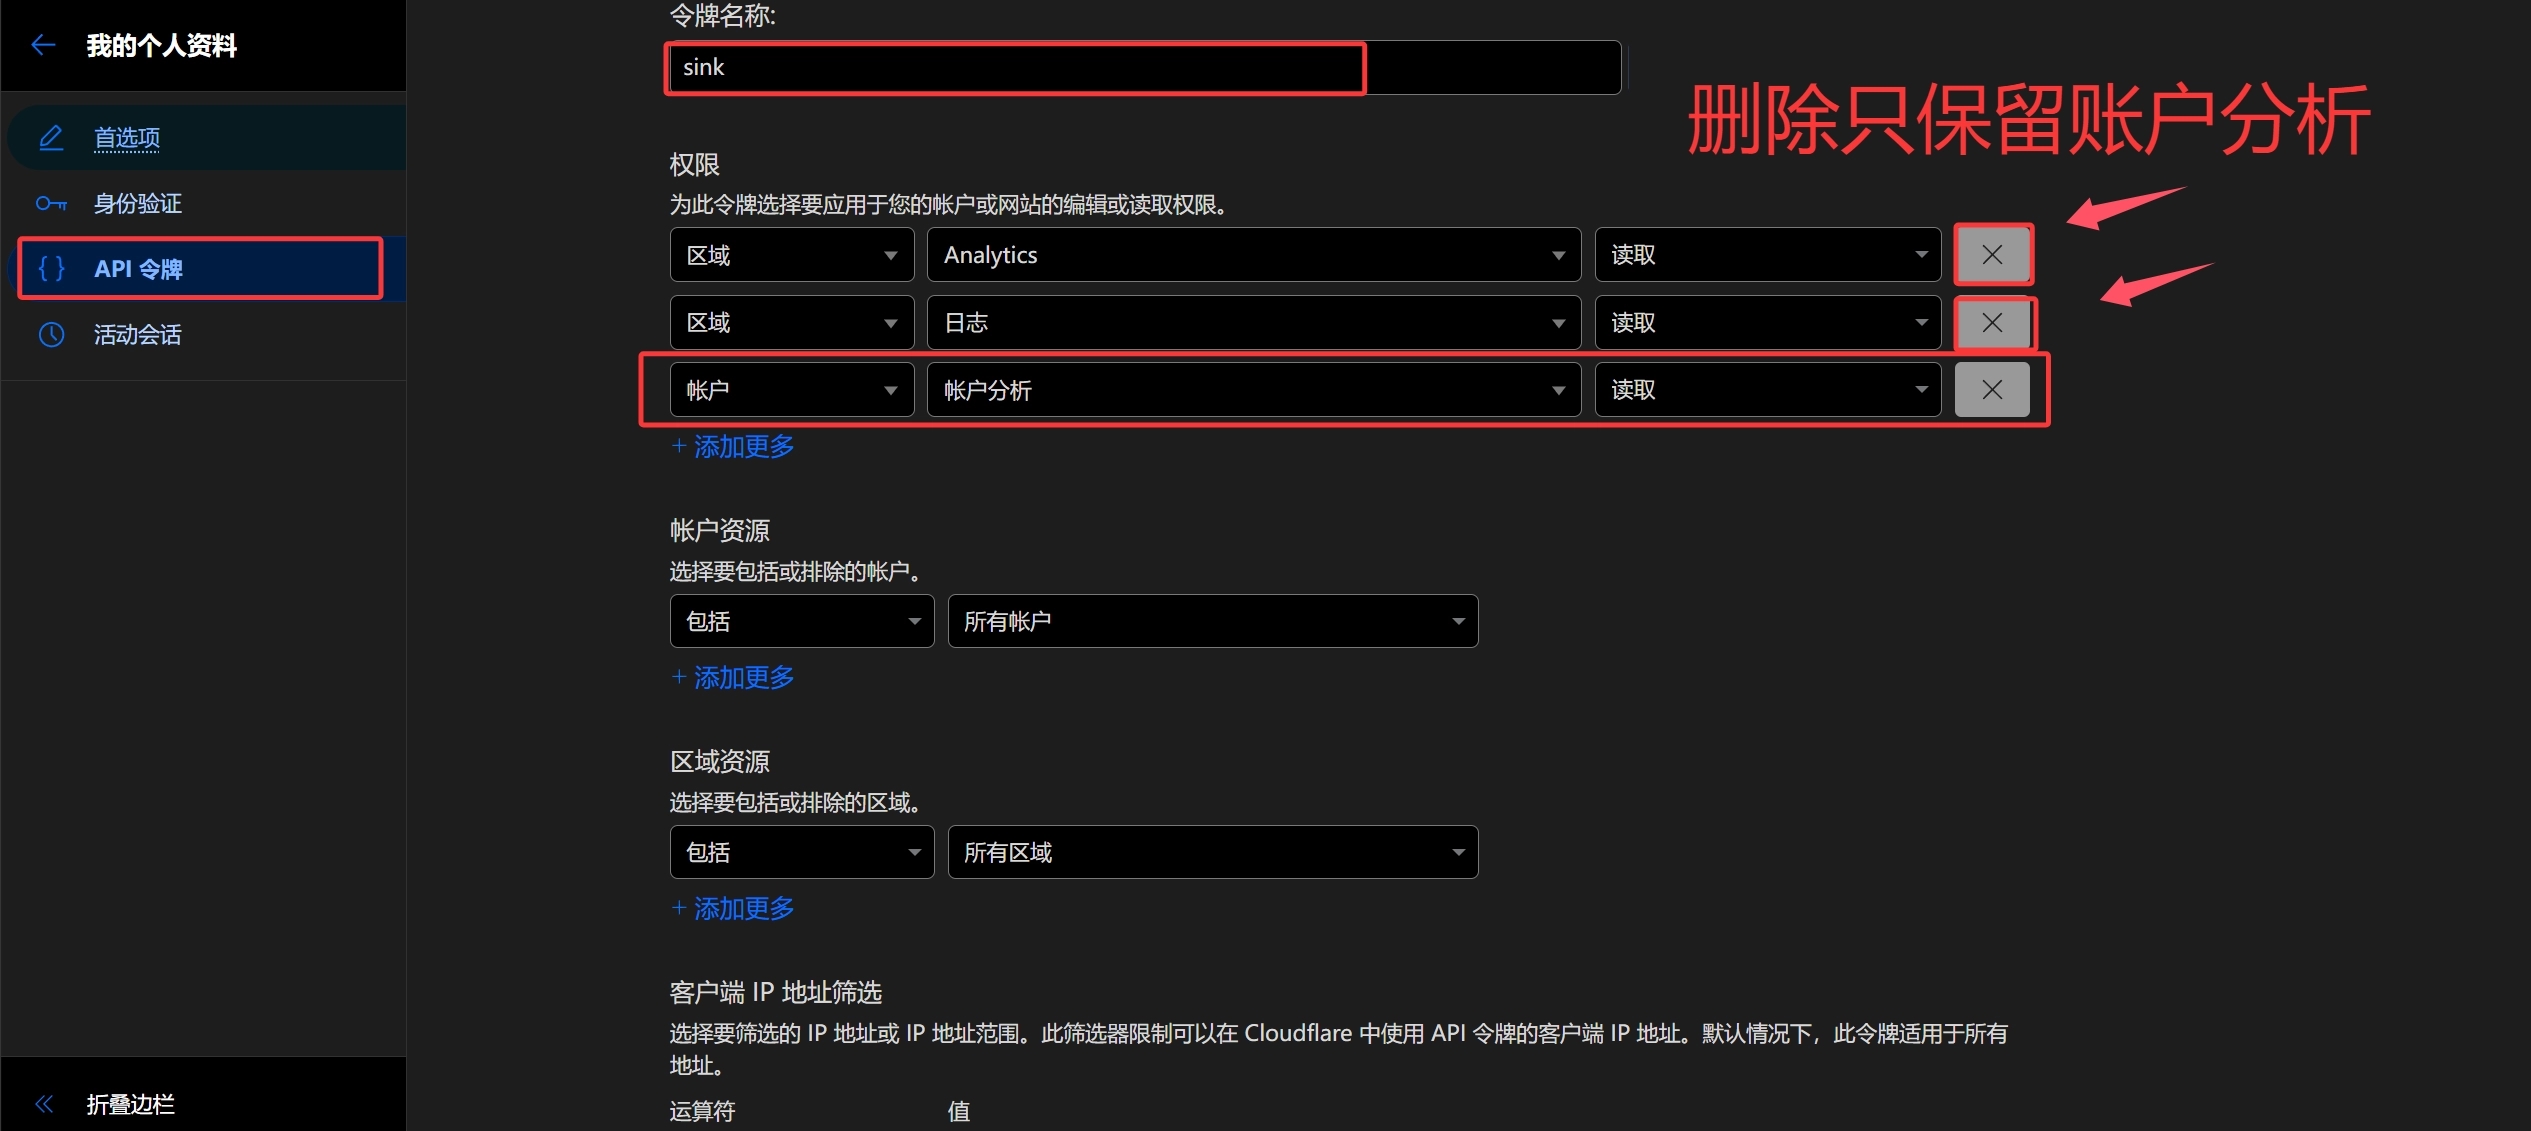 我的个人资料
首选项
身份验证
API 令牌
活动会话
折叠边栏
令牌名称:
sink
删除只保留账户分析
权限
为此令牌选择要应用于您的帐户或网站的编辑或读取权限。
区域 Analytics 读取
区域 日志 读取
帐户 帐户分析 读取
+ 添加更多
帐户资源
选择要包括或排除的帐户。
包括 所有帐户
+ 添加更多
区域资源
选择要包括或排除的区域。
包括 所有区域
+ 添加更多
客户端 IP 地址筛选
选择要筛选的 IP 地址或 IP 地址范围。此筛选器限制可以在 Cloudflare 中使用 API 令牌的客户端 IP 地址。默认情况下，此令牌适用于所有
地址。
运算符 值